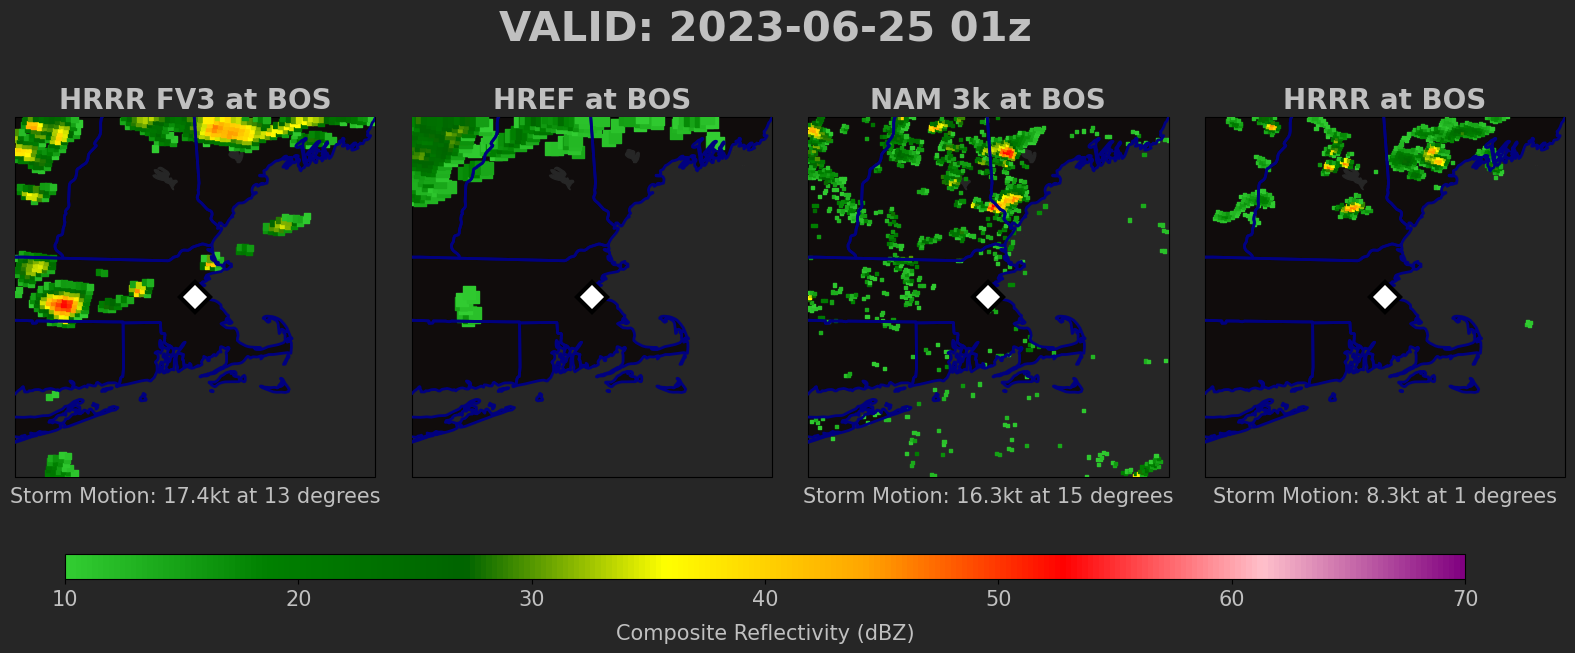 VALID: 2023-06-25 01z
HRRR FV3 at BOS
HREF at BOS
NAM 3k at BOS
HRRR at BOS
Storm Motion: 17.4kt at 13 degrees
Storm Motion: 16.3kt at 15 degrees
Storm Motion: 8.3kt at 1 degrees
10 20 30 40 50 60 70
Composite Reflectivity (dBZ)